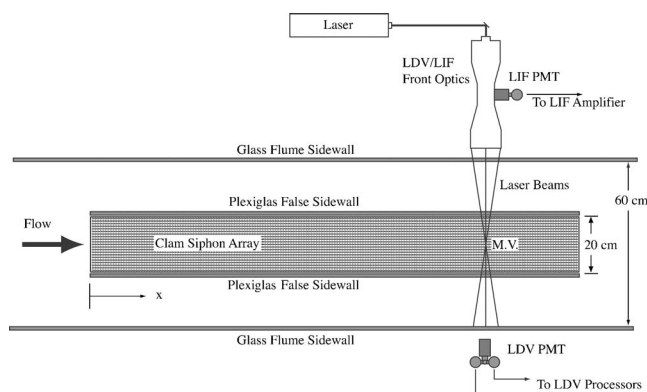 Laser
LDV/LIF
Front Optics
LIF PMT
To LIF Amplifier
Glass Flume Sidewall
Laser Beams
60 cm
Plexiglas False Sidewall
Flow
Clam Siphon Array
M.V.
20 cm
x
Plexiglas False Sidewall
Glass Flume Sidewall
LDV PMT
To LDV Processors